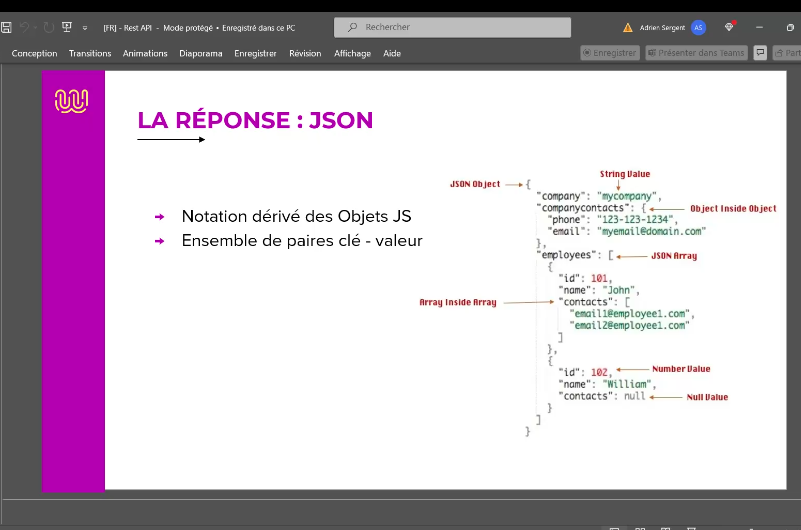 [FR] - Rest API - Mode protégé • Enregistré dans ce PC
Rechercher
Adrien Sergent
AS
Conception Transitions Animations Diaporama Enregistrer Révision Affichage Aide
Enregistrer
Présenter dans Teams
Part
LA RÉPONSE : JSON
Notation dérivé des Objets JS
Ensemble de paires clé - valeur
String Value
JSON Object
{
"company": "mycompany",
"companycontacts": {
Object Inside Object
"phone": "123-123-1234",
"email": "myemail@domain.com"
},
"employees": [
JSON Array
{
"id": 101,
"name": "John",
Array Inside Array
"contacts": [
"email1@employee1.com",
"email2@employee1.com"
]
},
{
"id": 102,
Number Value
"name": "William",
"contacts": null
Null Value
}
]
}